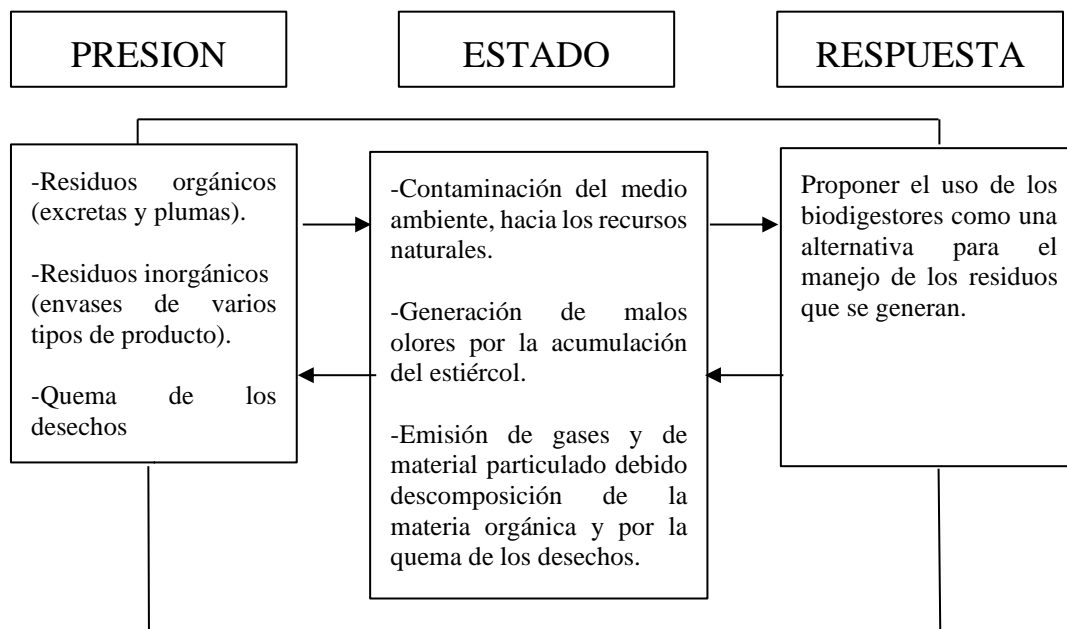 PRESION
ESTADO
RESPUESTA
-Residuos orgánicos
(excretas y plumas).
-Residuos inorgánicos
(envases de varios
tipos de producto).
-Quema de los
desechos
-Contaminación del medio
ambiente, hacia los recursos
naturales.
-Generación de malos
olores por la acumulación
del estiércol.
-Emisión de gases y de
material particulado debido
descomposición de la
materia orgánica y por la
quema de los desechos.
Proponer el uso de los
biodigestores como una
alternativa para el
manejo de los residuos
que se generan.